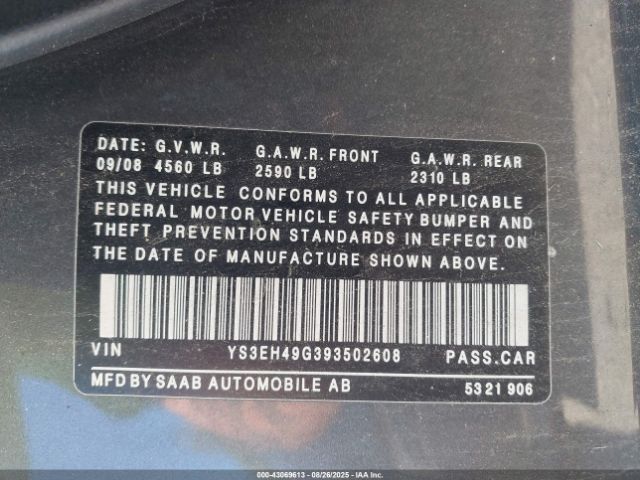 DATE: G.V.W.R. G.A.W.R. FRONT G.A.W.R. REAR
09/08 4560 LB 2590 LB 2310 LB
THIS VEHICLE CONFORMS TO ALL APPLICABLE
FEDERAL MOTOR VEHICLE SAFETY BUMPER AND
THEFT PREVENTION STANDARDS IN EFFECT ON
THE DATE OF MANUFACTURE SHOWN ABOVE.
VIN YS3EH49G393502608 PASS.CAR
MFD BY SAAB AUTOMOBILE AB 5321 906
000-43069613 - 08/26/2025 - IAA Inc.